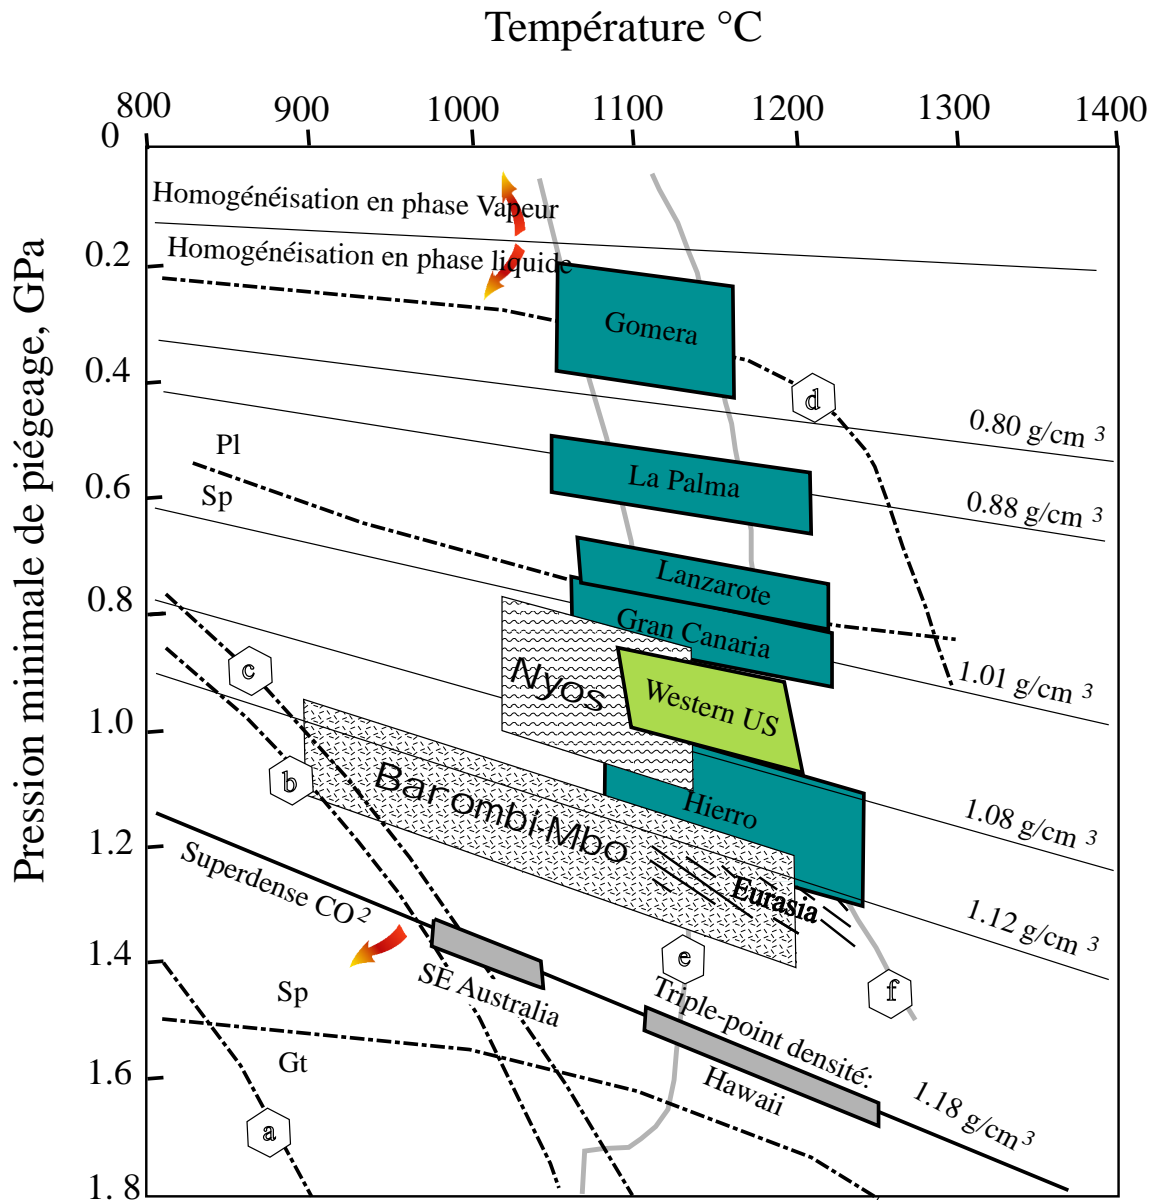 Température °C
800 900 1000 1100 1200 1300 1400
Pression minimale de piégeage, GPa
0
0.2
0.4
0.6
0.8
1.0
1.2
1.4
1.6
1.8
Homogénéisation en phase Vapeur
Homogénéisation en phase liquide
Gomera
d
0.80 g/cm 3
Pl
Sp
La Palma
0.88 g/cm 3
Lanzarote
Gran Canaria
c
Nyos
Western US
1.01 g/cm 3
b
Barombi-Mbo
Hierro
1.08 g/cm 3
Superdense CO2
Eurasia
1.12 g/cm 3
e
f
SE Australia
Sp
Gt
Triple-point densité:
1.18 g/cm3
Hawaii
a